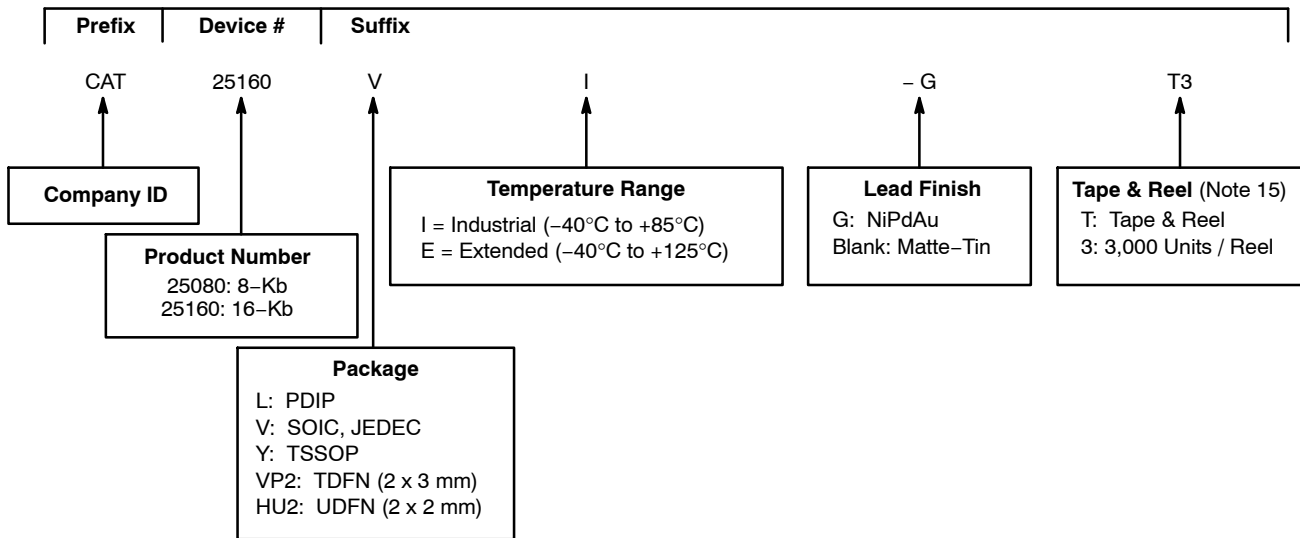 Prefix Device # Suffix
CAT 25160 V I – G T3
Company ID
Product Number
25080: 8–Kb
25160: 16–Kb
Package
L: PDIP
V: SOIC, JEDEC
Y: TSSOP
VP2: TDFN (2 x 3 mm)
HU2: UDFN (2 x 2 mm)
Temperature Range
I = Industrial (–40°C to +85°C)
E = Extended (–40°C to +125°C)
Lead Finish
G: NiPdAu
Blank: Matte–Tin
Tape & Reel (Note 15)
T: Tape & Reel
3: 3,000 Units / Reel